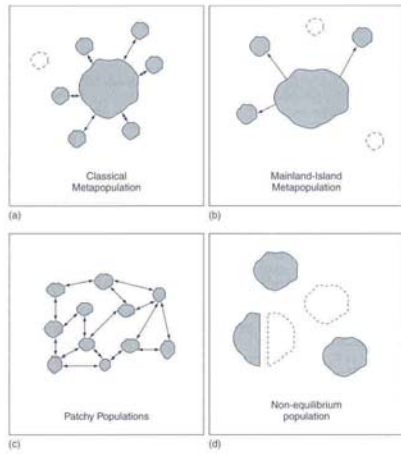 Classical
Metapopulation
(a)
Mainland-Island
Metapopulation
(b)
Patchy Populations
(c)
Non-equilibrium
population
(d)